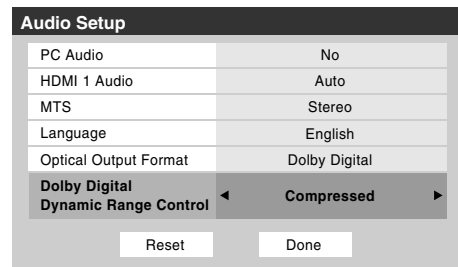 Audio Setup
PC Audio No
HDMI 1 Audio Auto
MTS Stereo
Language English
Optical Output Format Dolby Digital
Dolby Digital
Dynamic Range Control Compressed
Reset Done